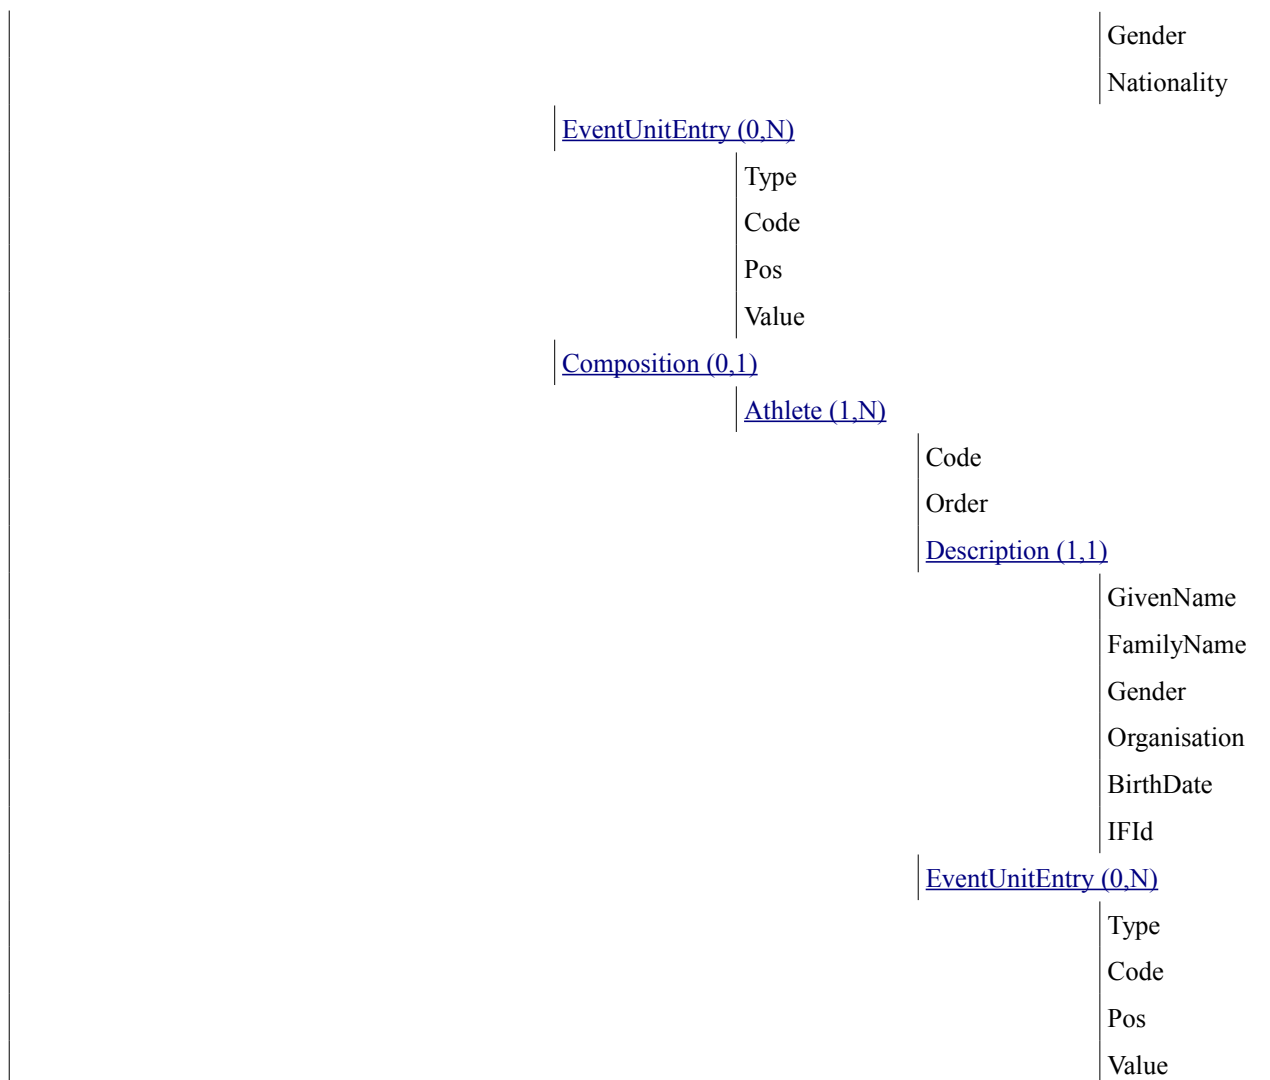 Gender
Nationality
EventUnitEntry (0,N)
Type
Code
Pos
Value
Composition (0,1)
Athlete (1,N)
Code
Order
Description (1,1)
GivenName
FamilyName
Gender
Organisation
BirthDate
IFId
EventUnitEntry (0,N)
Type
Code
Pos
Value